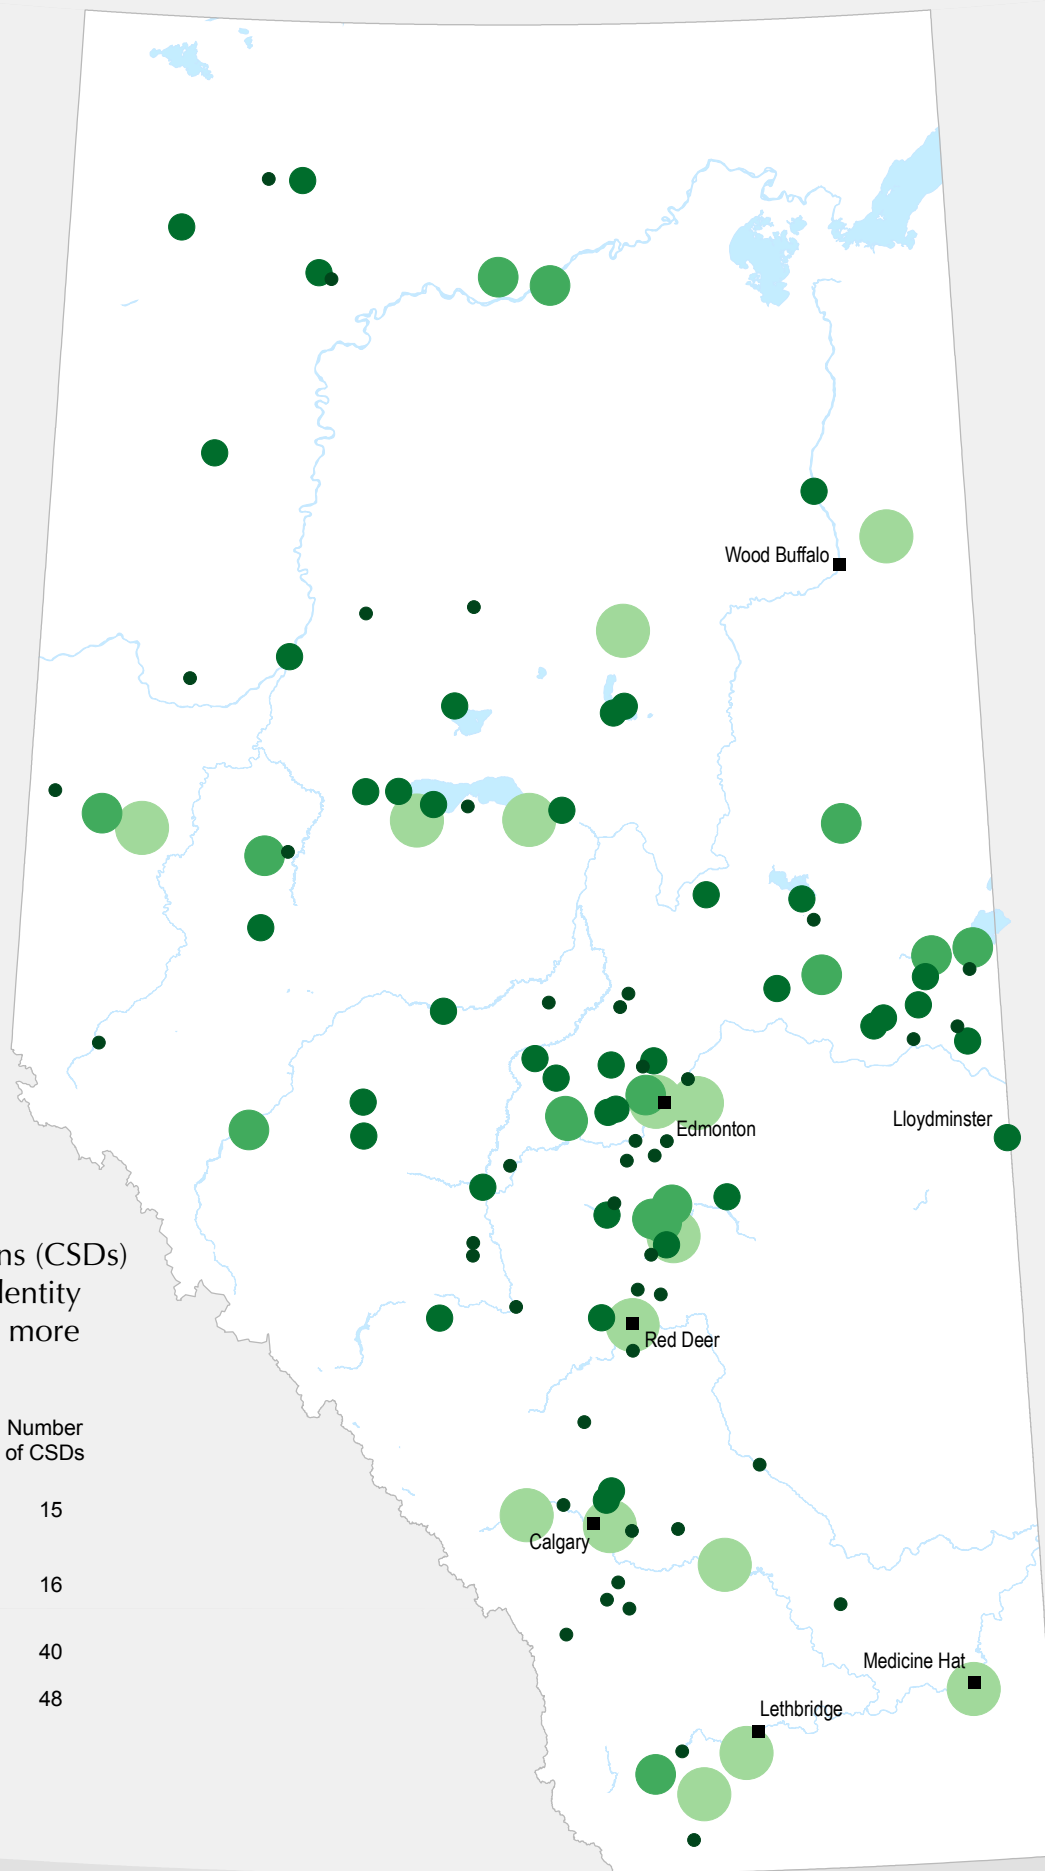 Wood Buffalo
Lloydminster
Edmonton
ns (CSDs)
dentity
more
Red Deer
Number
of CSDs
15
Calgary
16
40
Medicine Hat
48
Lethbridge